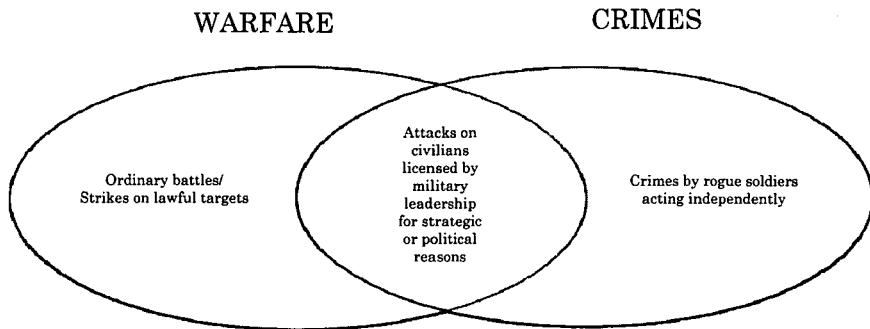 WARFARE
CRIMES
Ordinary battles/
Strikes on lawful targets
Attacks on
civilians
licensed by
military
leadership
for strategic
or political
reasons
Crimes by rogue soldiers
acting independently